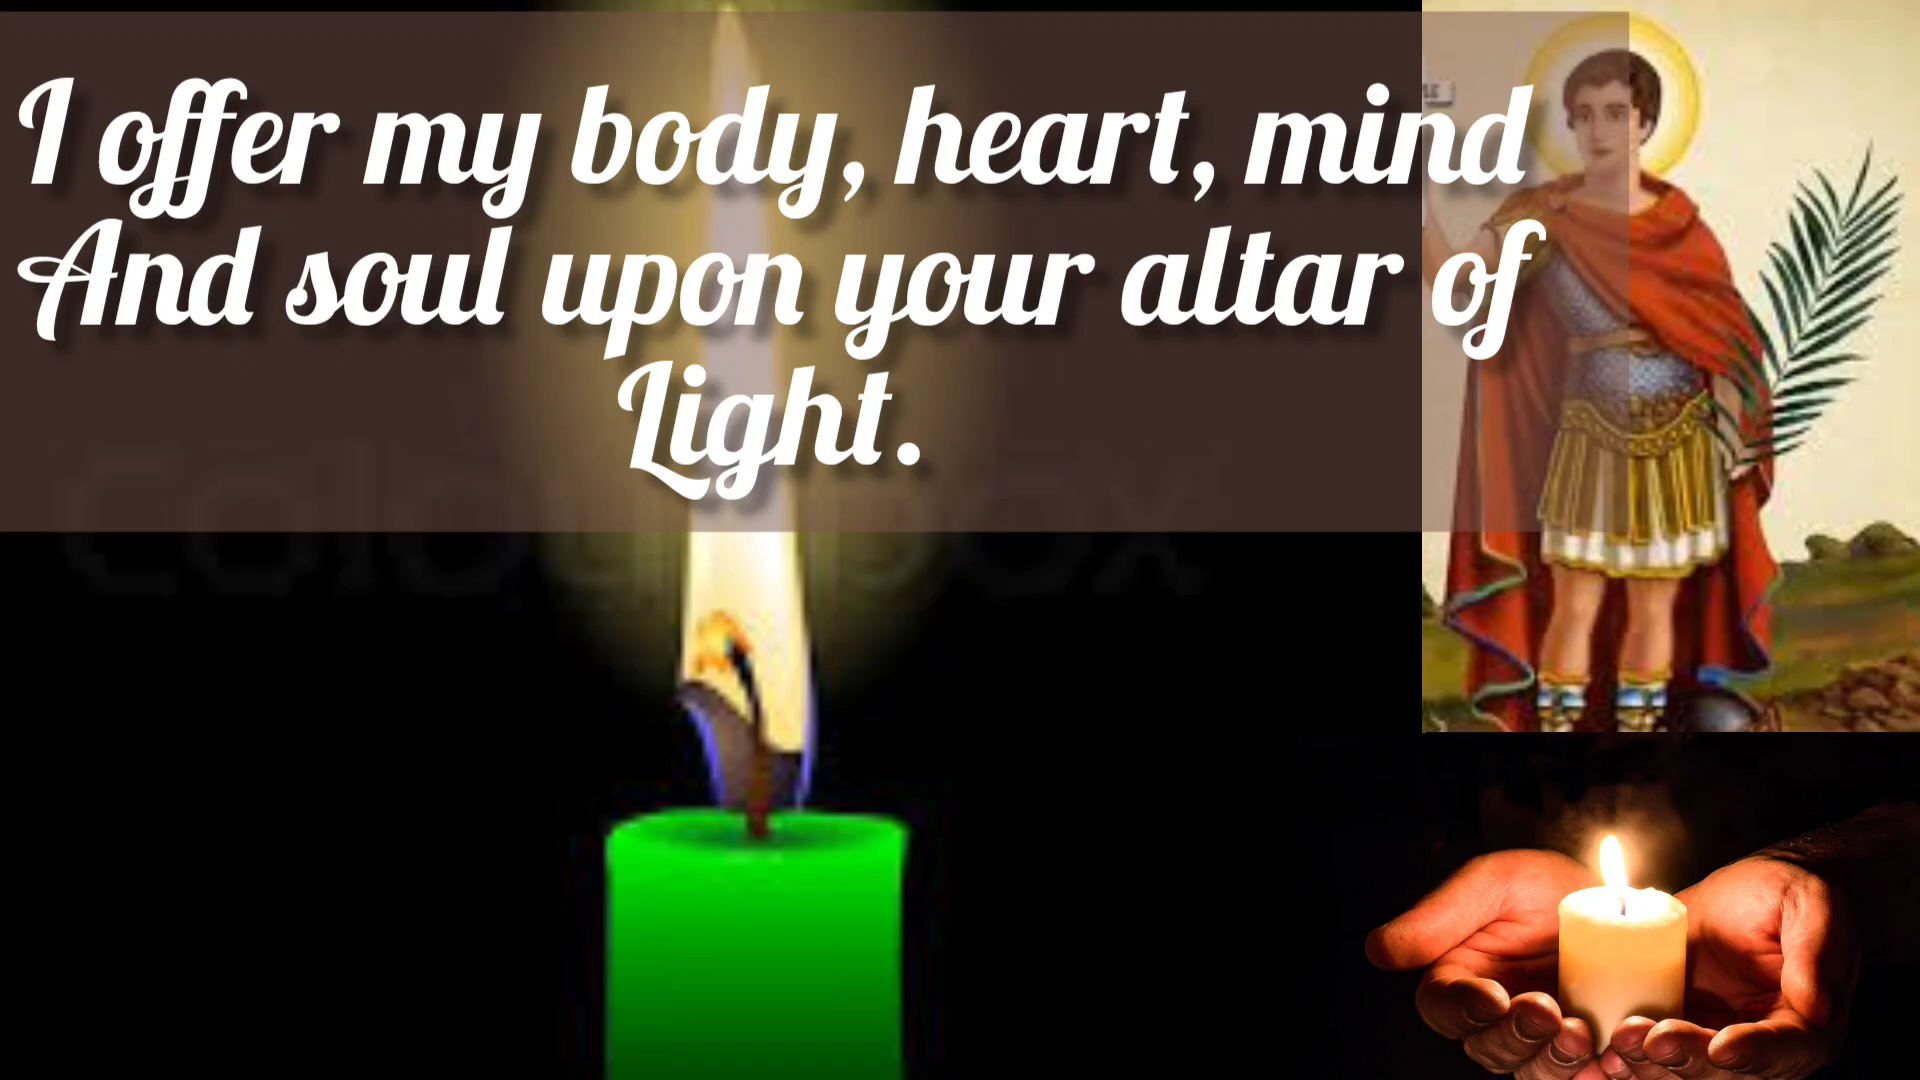 I offer my body, heart, mind
And soul upon your altar of
Light.